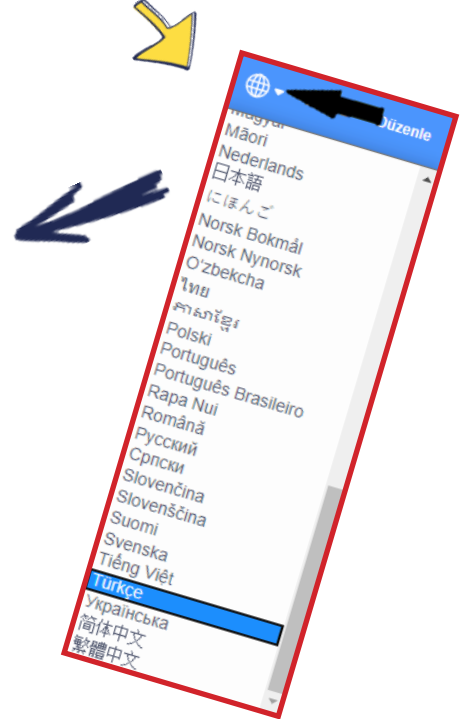 Düzenle
Magyar
Māori
Nederlands
日本語
にほんご
Norsk Bokmål
Norsk Nynorsk
Oʻzbekcha
ไทย
ភាសាខ្មែរ
Polski
Português
Português Brasileiro
Rapa Nui
Română
Русский
Српски
Slovenčina
Slovenščina
Suomi
Svenska
Tiếng Việt
Türkçe
Українська
简体中文
繁體中文